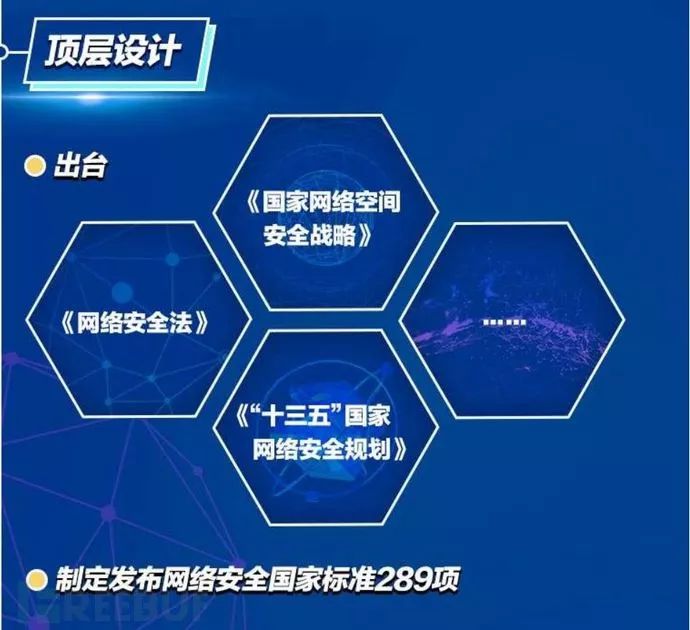 顶层设计
出台
《国家网络空间
安全战略》
《网络安全法》
《“十三五”国家
网络安全规划》
制定发布网络安全国家标准289项
REEBUF